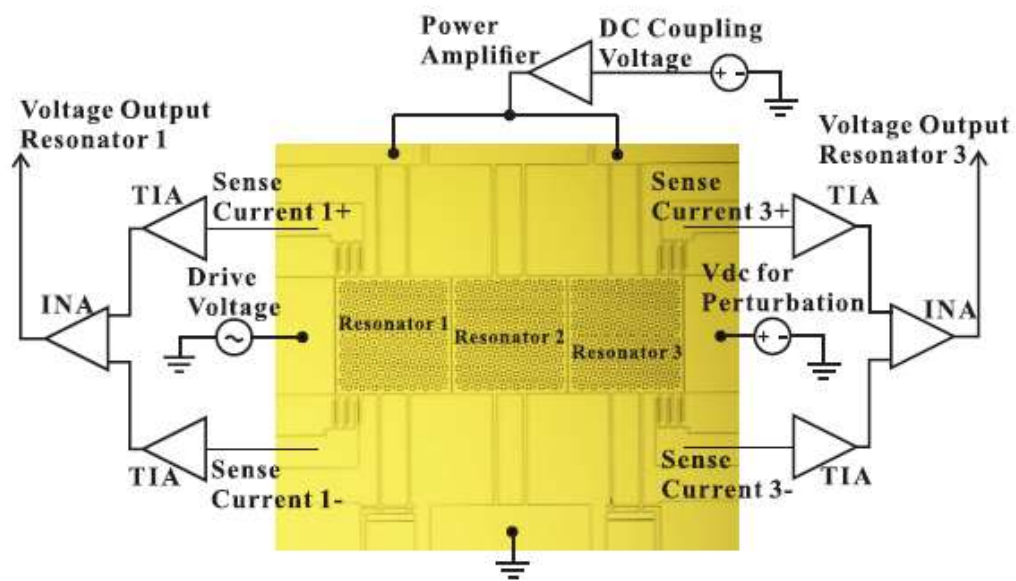 Power
Amplifier
DC Coupling
Voltage
+ -
Voltage Output
Resonator 1
Voltage Output
Resonator 3
TIA
Sense
Current 1+
Sense
Current 3+
TIA
INA
Drive
Voltage
~
Resonator 1
Resonator 2
Resonator 3
Vdc for
Perturbation
+ -
INA
TIA
Sense
Current 1-
Sense
Current 3-
TIA